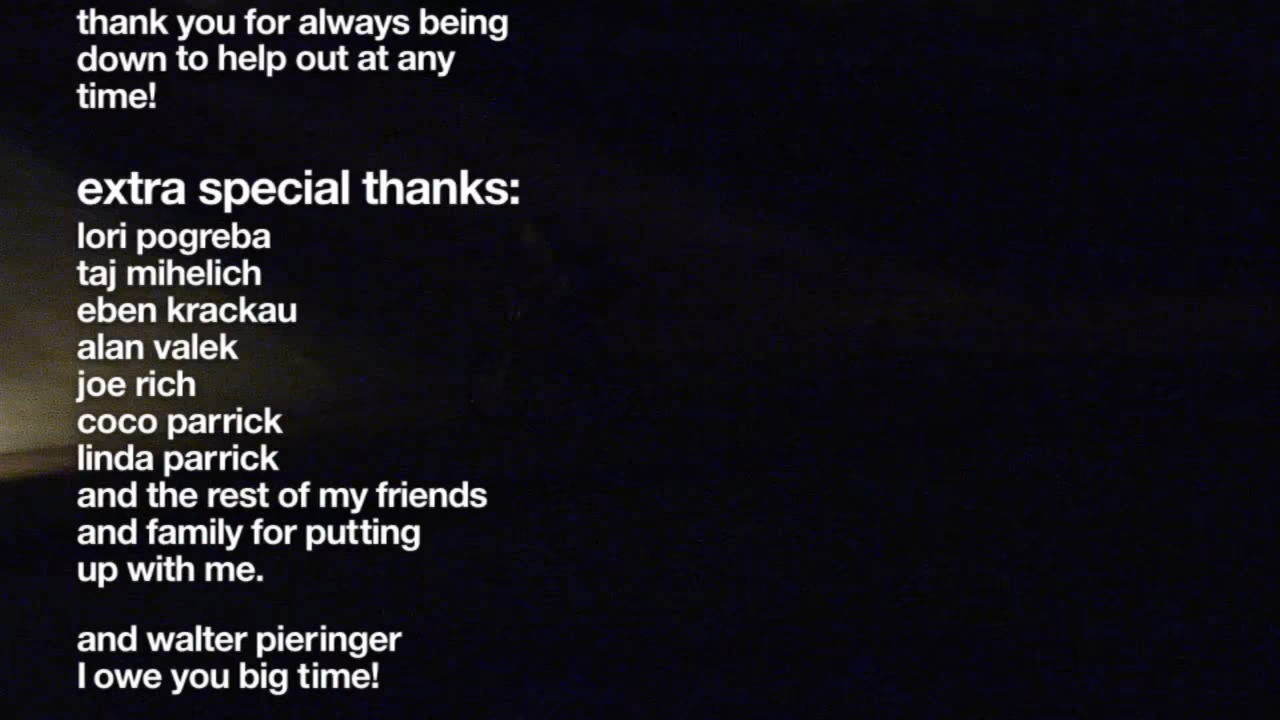 thank you for always being
down to help out at any
time!
extra special thanks:
lori pogreba
taj mihelich
eben krackau
alan valek
joe rich
coco parrick
linda parrick
and the rest of my friends
and family for putting
up with me.
and walter pieringer
I owe you big time!